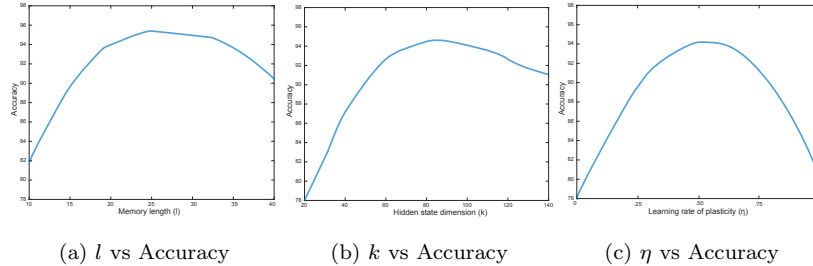 98
96
94
92
90
88
86
84
82
80
78
Accuracy
10 15 20 25 30 35 40
Memory length (l)
98
96
94
92
90
88
86
84
82
80
78
Accuracy
20 40 60 80 100 120 140
Hidden state dimension (k)
98
96
94
92
90
88
86
84
82
80
78
Accuracy
0 .25 .50 .75
Learning rate of plasticity (η)
(a) l vs Accuracy
(b) k vs Accuracy
(c) η vs Accuracy